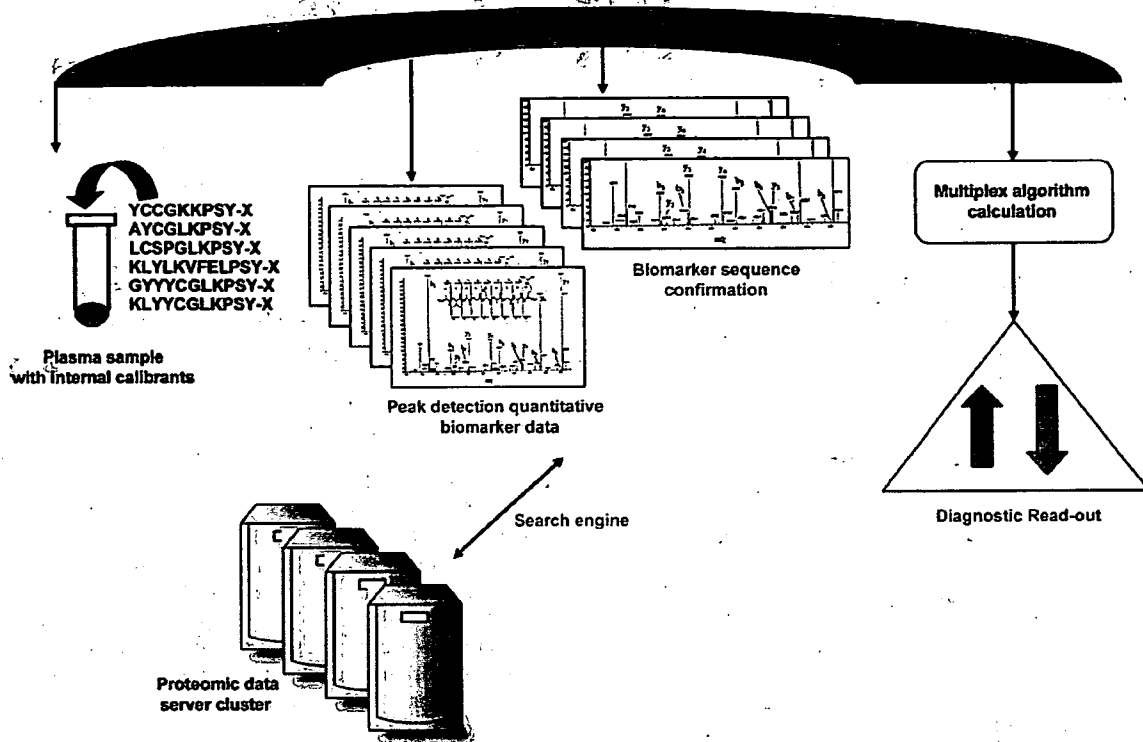 YCCGKKPSY-X
AYCGLKPSY-X
LCSPGLKPSY-X
KLYLKVFELPSY-X
GYYYCGLKPSY-X
KLYYCGLKPSY-X
Plasma sample
with internal calibrants
Peak detection quantitative
biomarker data
Biomarker sequence
confirmation
Multiplex algorithm
calculation
Diagnostic Read-out
Search engine
Proteomic data
server cluster